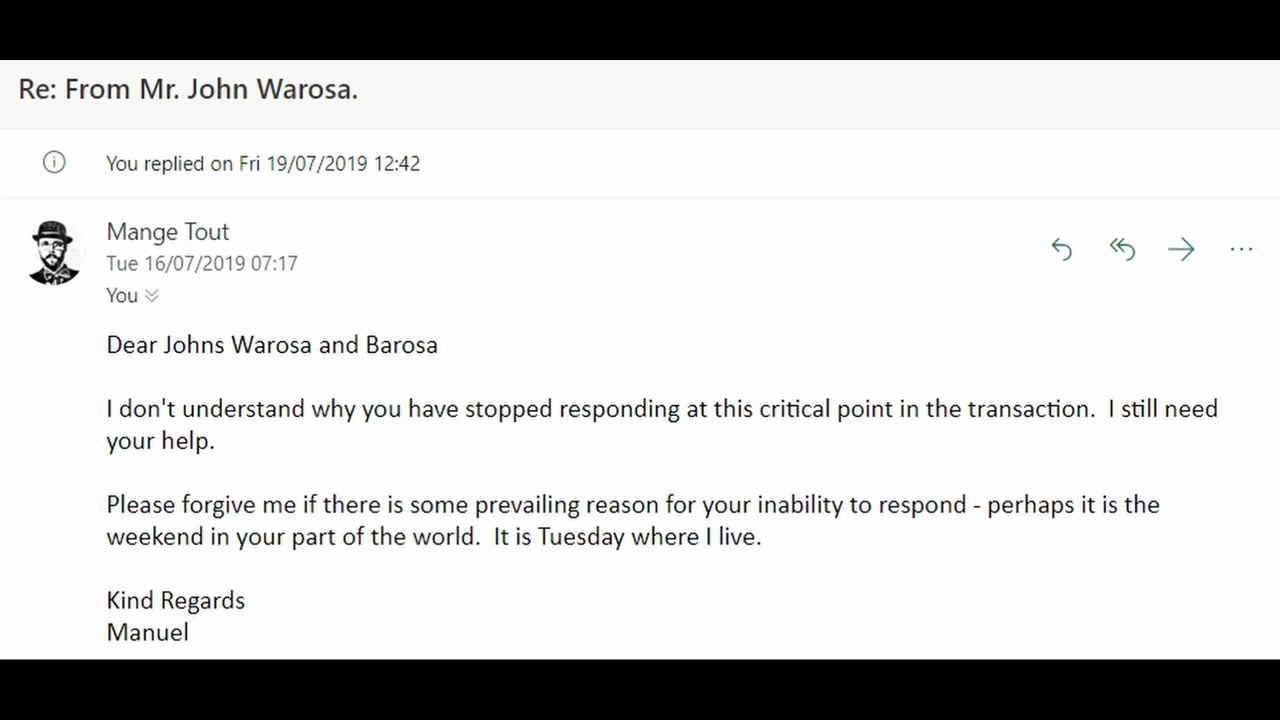 Re: From Mr. John Warosa.
You replied on Fri 19/07/2019 12:42
Mange Tout
Tue 16/07/2019 07:17
You
Dear Johns Warosa and Barosa
I don't understand why you have stopped responding at this critical point in the transaction.  I still need
your help.
Please forgive me if there is some prevailing reason for your inability to respond - perhaps it is the
weekend in your part of the world.  It is Tuesday where I live.
Kind Regards
Manuel